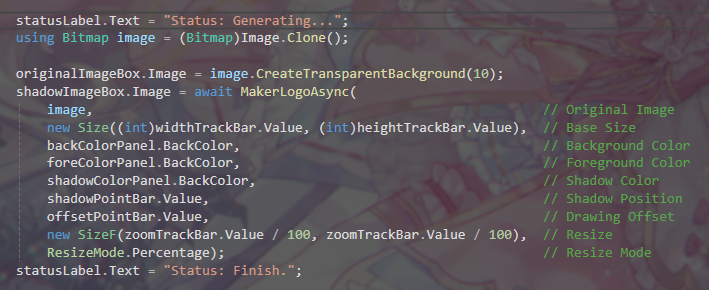 statusLabel.Text = "Status: Generating...";
using Bitmap image = (Bitmap)Image.Clone();
originalImageBox.Image = image.CreateTransparentBackground(10);
shadowImageBox.Image = await MakerLogoAsync(
    image, // Original Image
    new Size((int)widthTrackBar.Value, (int)heightTrackBar.Value), // Base Size
    backColorPanel.BackColor, // Background Color
    foreColorPanel.BackColor, // Foreground Color
    shadowColorPanel.BackColor, // Shadow Color
    shadowPointBar.Value, // Shadow Position
    offsetPointBar.Value, // Drawing Offset
    new SizeF(zoomTrackBar.Value / 100, zoomTrackBar.Value / 100), // Resize
    ResizeMode.Percentage); // Resize Mode
statusLabel.Text = "Status: Finish.";